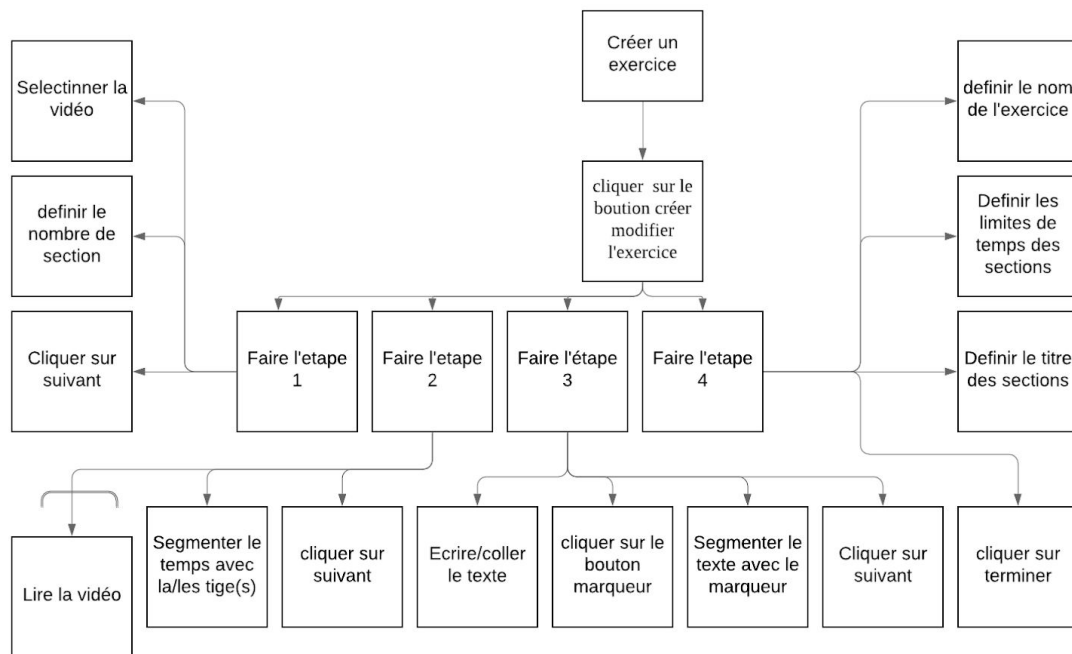 Créer un
exercice
cliquer sur le
boution créer
modifier
l'exercice
Selectinner la
vidéo
definir le
nombre de
section
Cliquer sur
suivant
Faire l'etape
1
Faire l'etape
2
Faire l'étape
3
Faire l'etape
4
definir le nom
de l'exercice
Definir les
limites de
temps des
sections
Definir le titre
des sections
Lire la vidéo
Segmenter le
temps avec
la/les tige(s)
cliquer sur
suivant
Ecrire/coller
le texte
cliquer sur le
bouton
marqueur
Segmenter le
texte avec le
marqueur
Cliquer sur
suivant
cliquer sur
terminer